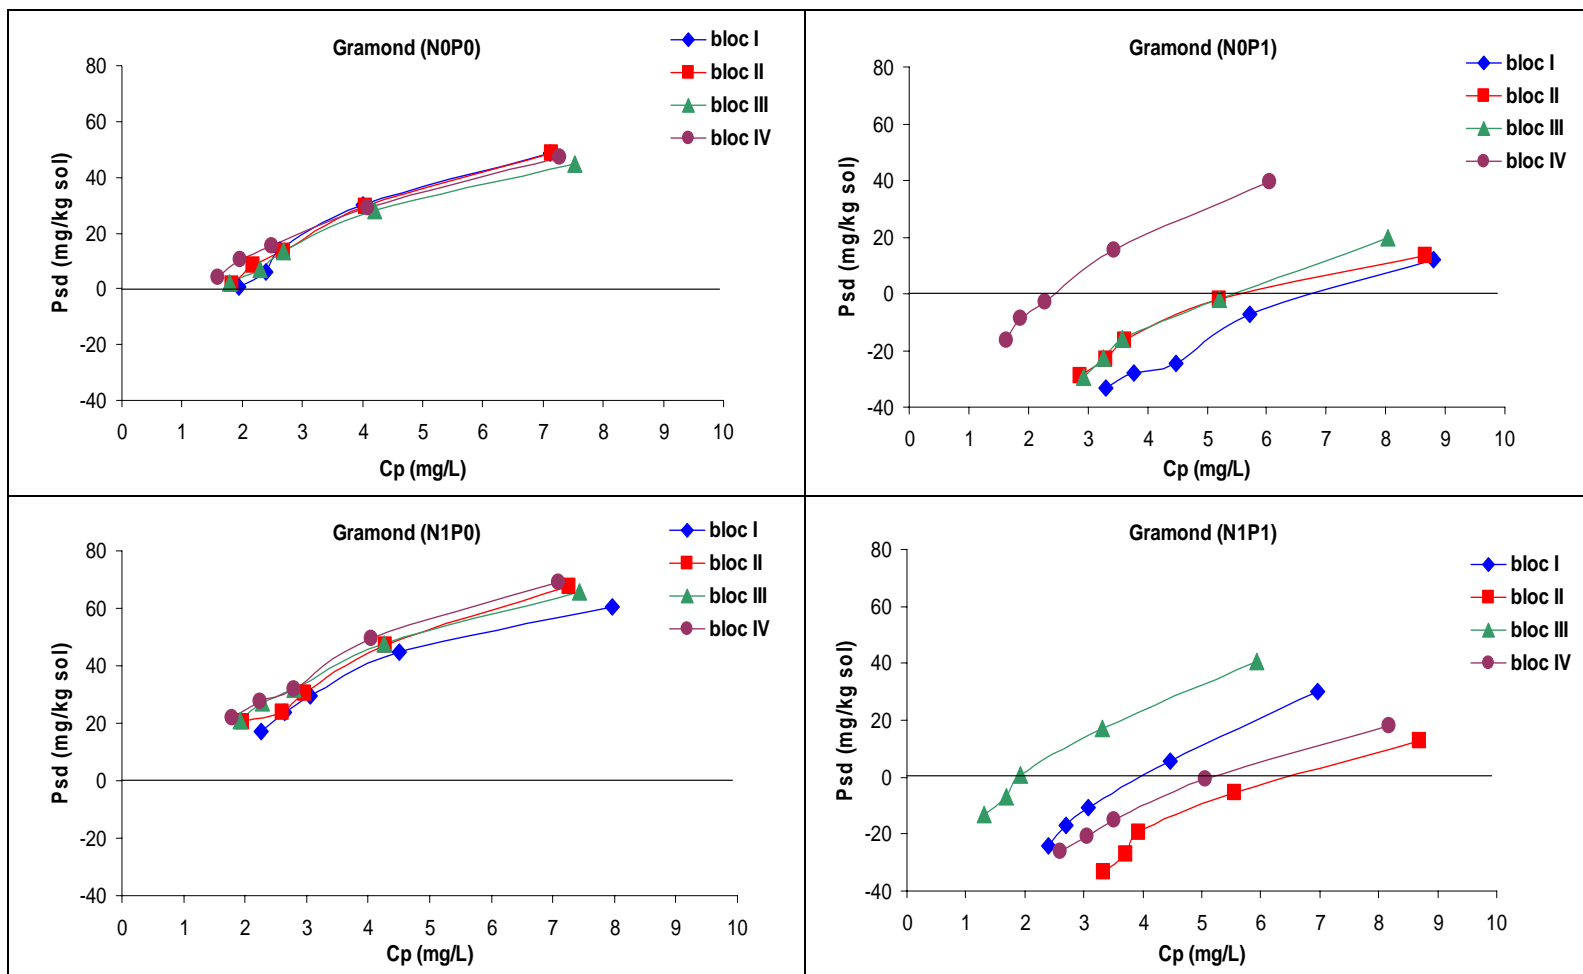 Gramond (N0P0)
bloc I
bloc II
bloc III
bloc IV
Psd (mg/kg sol)
80
60
40
20
0
-20
-40
0 1 2 3 4 5 6 7 8 9 10
Cp (mg/L)
Gramond (N0P1)
bloc I
bloc II
bloc III
bloc IV
Psd (mg/kg sol)
80
60
40
20
0
-20
-40
0 1 2 3 4 5 6 7 8 9 10
Cp (mg/L)
Gramond (N1P0)
bloc I
bloc II
bloc III
bloc IV
Psd (mg/kg sol)
80
60
40
20
0
-20
-40
0 1 2 3 4 5 6 7 8 9 10
Cp (mg/L)
Gramond (N1P1)
bloc I
bloc II
bloc III
bloc IV
Psd (mg/kg sol)
80
60
40
20
0
-20
-40
0 1 2 3 4 5 6 7 8 9 10
Cp (mg/L)